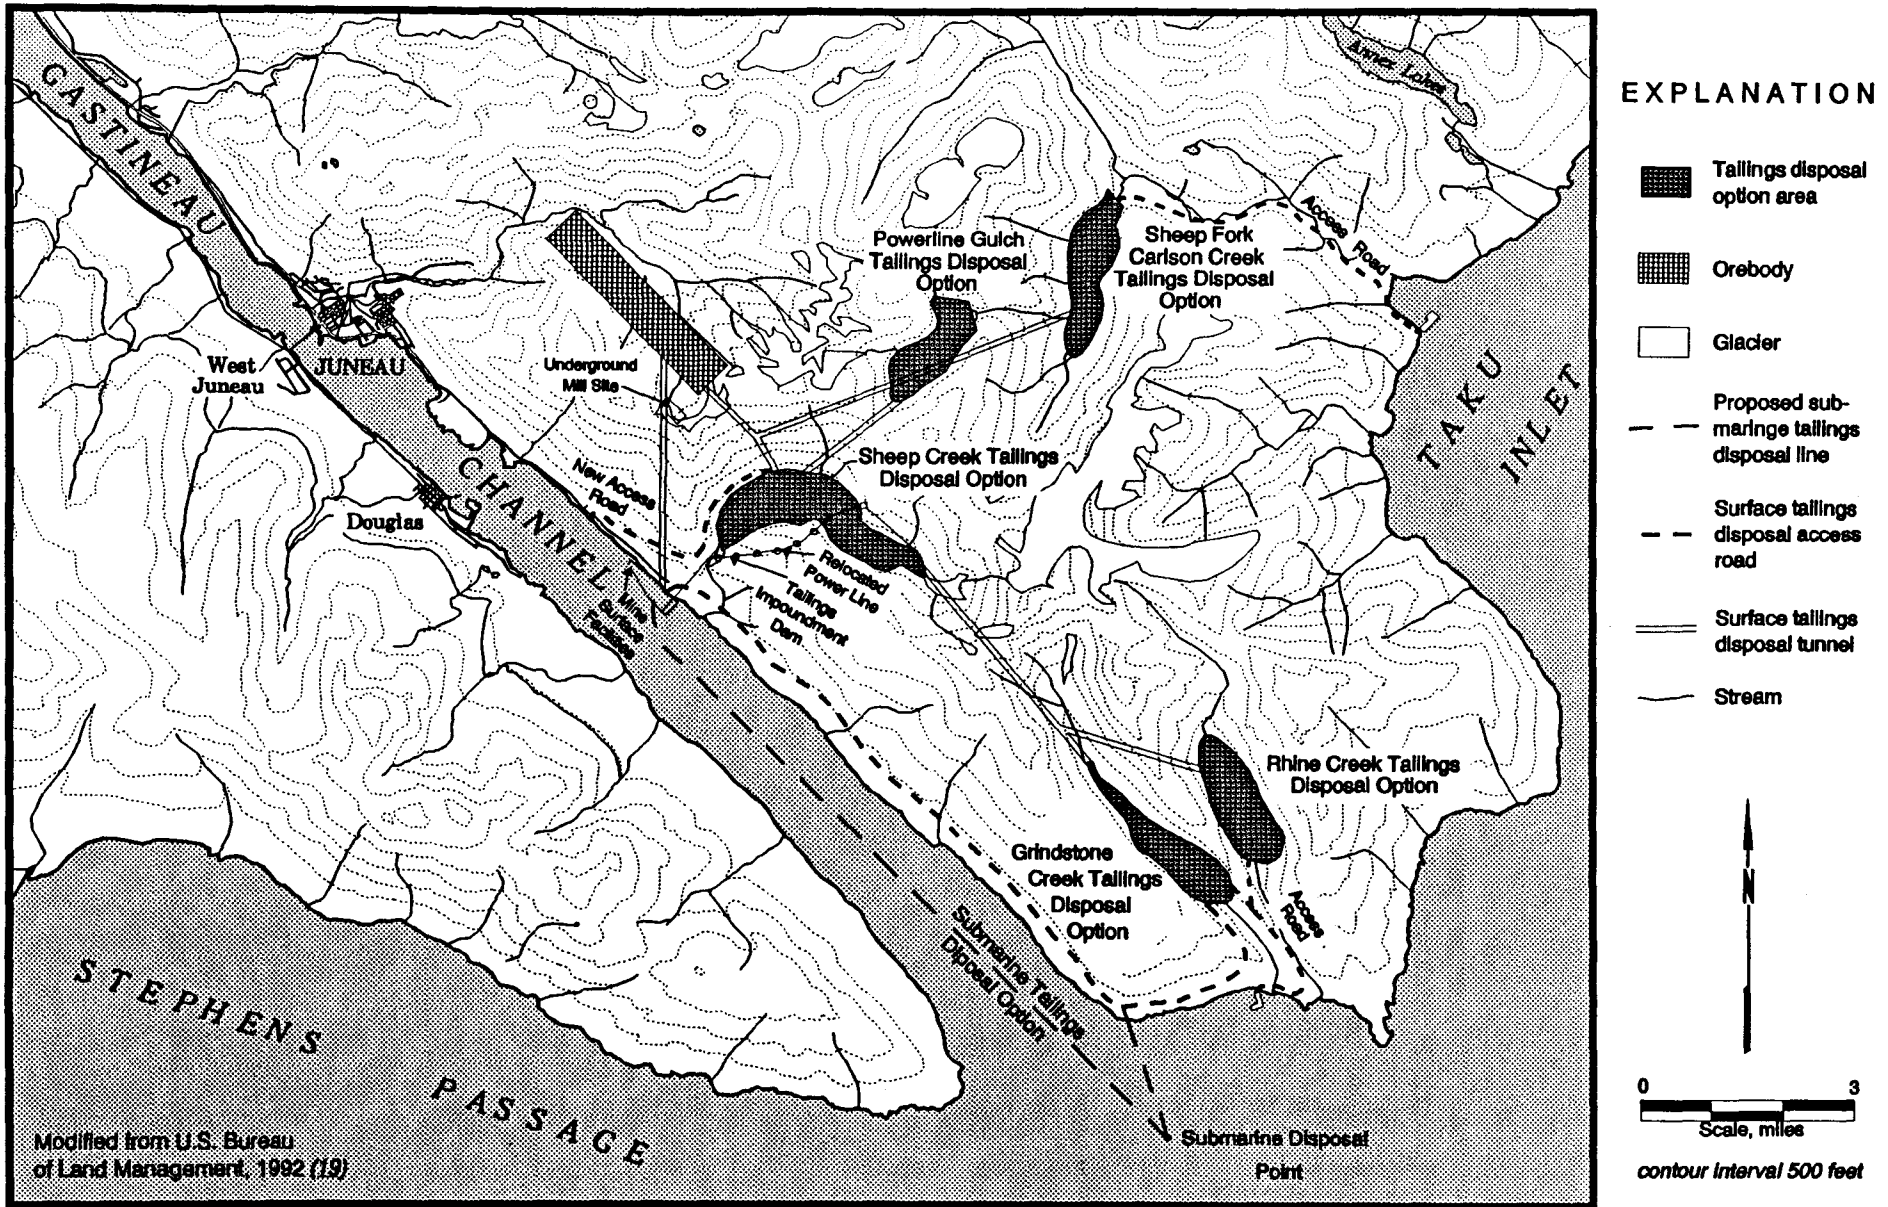 GASTINEAU
CHANNEL
Anner Lakes
Powerline Gulch
Tailings Disposal
Option
Sheep Fork
Carlson Creek
Tailings Disposal
Option
Access Road
TAKU
INLET
West
Juneau
JUNEAU
Underground
Mill Site
New Access
Road
Sheep Creek Tailings
Disposal Option
Douglas
Relocated
Power Line
Tailings
Impoundment
Dam
Mine
Surface
Facilities
Rhine Creek Tailings
Disposal Option
Grindstone
Creek Tailings
Disposal
Option
Access
Road
Submarine Tailings
Diposal Option
STEPHENS
PASSAGE
Submarine Disposal
Point
Modified from U.S. Bureau
of Land Management, 1992 (19)
EXPLANATION
Tailings disposal
option area
Orebody
Glacier
Proposed sub-
maringe tailings
disposal line
Surface tailings
disposal access
road
Surface tailings
disposal tunnel
Stream
N
0 3
Scale, miles
contour interval 500 feet